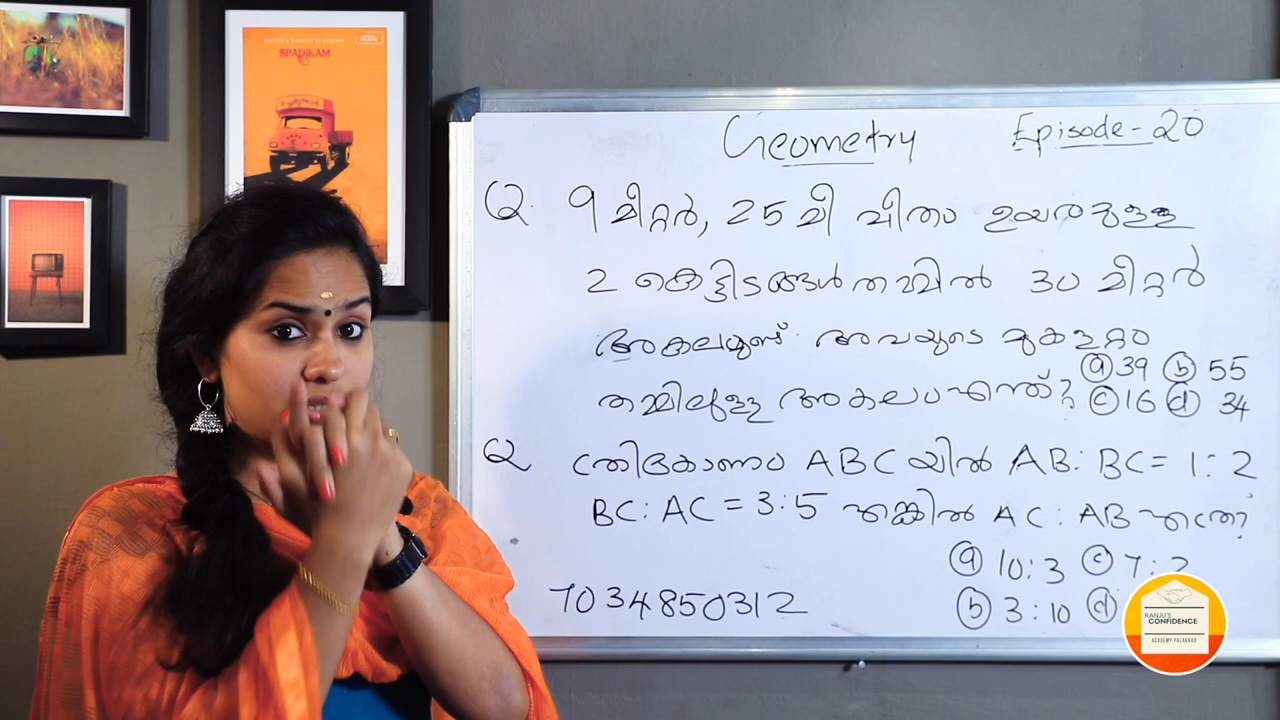 SPADIKAM
Geometry Episode-20
Q. 9 മീറ്റർ, 25 മീ വീതം ഉയരമുള്ള
2 കെട്ടിടങ്ങൾ തമ്മിൽ 30 മീറ്റർ
അകലമുണ്ട്. അവയുടെ മുകളറ്റം
തമ്മിലുള്ള അകലം എന്ത്?
ⓐ 39 ⓑ 55
ⓒ 16 ⓓ 34
Q ത്രികോണം ABC യിൽ AB : BC = 1 : 2
BC : AC = 3 : 5 എങ്കിൽ AC : AB എത്ര?
ⓐ 10 : 3 ⓒ 7 : 2
ⓑ 3 : 10 ⓓ
7034850312
RANJU'S
CONFIDENCE
ACADEMY PALAKKAD